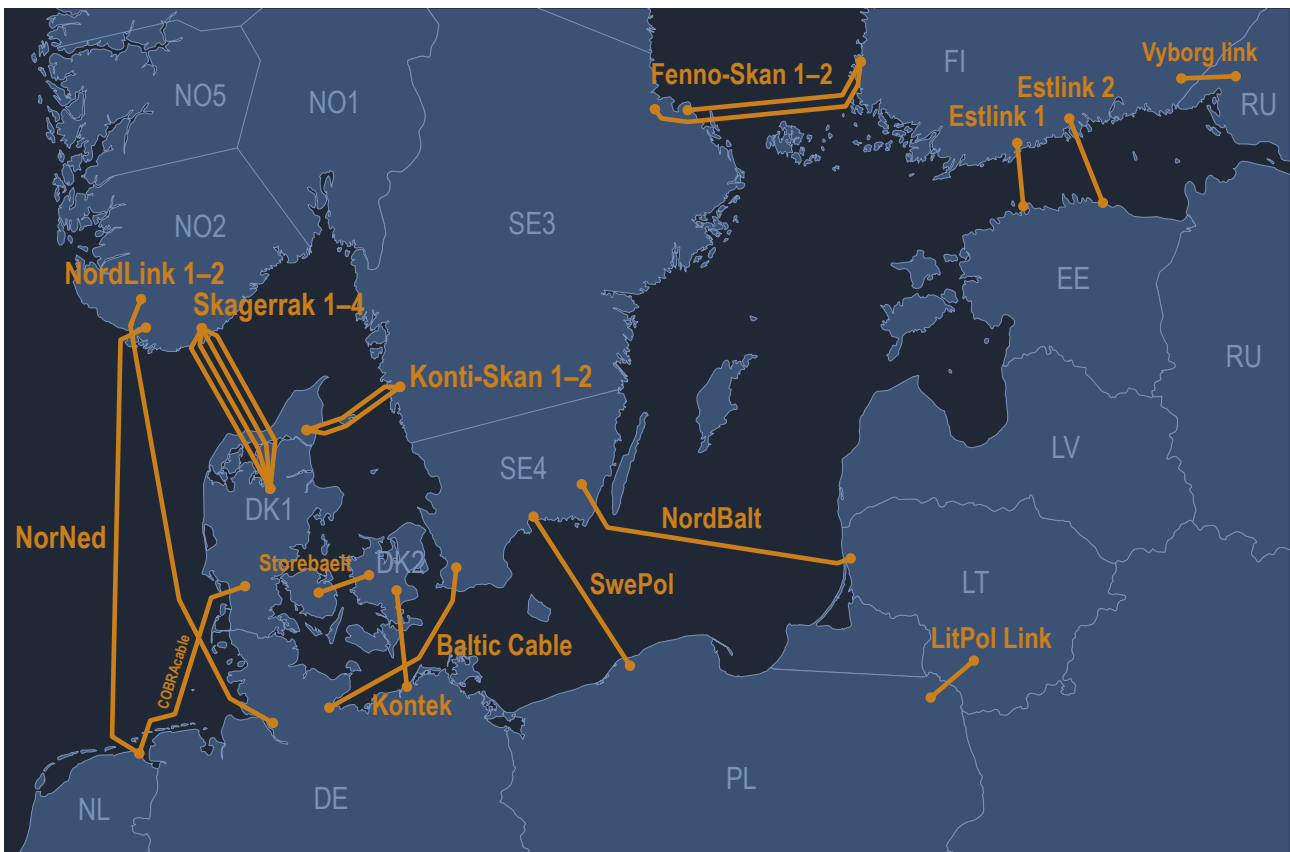 Fenno-Skan 1–2
FI
Vyborg link
Estlink 2
Estlink 1
RU
NO5
NO1
NO2
SE3
EE
NordLink 1–2
Skagerrak 1–4
RU
Konti-Skan 1–2
LV
SE4
DK1
NordBalt
NorNed
Storebaelt
DK2
SwePol
LT
Baltic Cable
LitPol Link
COBRAcable
Kontek
PL
DE
NL